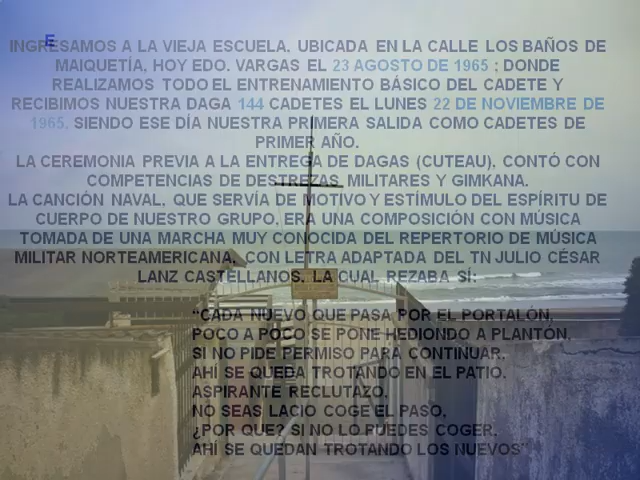 E
INGRESAMOS A LA VIEJA ESCUELA. UBICADA EN LA CALLE LOS BAÑOS DE
MAIQUETÍA, HOY EDO. VARGAS EL 23 AGOSTO DE 1965 ; DONDE
REALIZAMOS TODO EL ENTRENAMIENTO BÁSICO DEL CADETE Y
RECIBIMOS NUESTRA DAGA 144 CADETES EL LUNES 22 DE NOVIEMBRE DE
1965. SIENDO ESE DÍA NUESTRA PRIMERA SALIDA COMO CADETES DE
PRIMER AÑO.
LA CEREMONIA PREVIA A LA ENTREGA DE DAGAS (CUTEAU), CONTÓ CON
COMPETENCIAS DE DESTREZAS MILITARES Y GIMKANA.
LA CANCIÓN NAVAL, QUE SERVÍA DE MOTIVO Y ESTÍMULO DEL ESPÍRITU DE
CUERPO DE NUESTRO GRUPO, ERA UNA COMPOSICIÓN CON MÚSICA
TOMADA DE UNA MARCHA MUY CONOCIDA DEL REPERTORIO DE MÚSICA
MILITAR NORTEAMERICANA, CON LETRA ADAPTADA DEL TN JULIO CÉSAR
LANZ CASTELLANOS, LA CUAL REZABA SÍ:
"CADA NUEVO QUE PASA POR EL PORTALÓN,
POCO A POCO SE PONE HEDIONDO A PLANTÓN,
SI NO PIDE PERMISO PARA CONTINUAR,
AHÍ SE QUEDA TROTANDO EN EL PATIO.
ASPIRANTE RECLUTAZO,
NO SEAS LACIO COGE EL PASO,
¿POR QUE? SI NO LO PUEDES COGER.
AHÍ SE QUEDAN TROTANDO LOS NUEVOS"